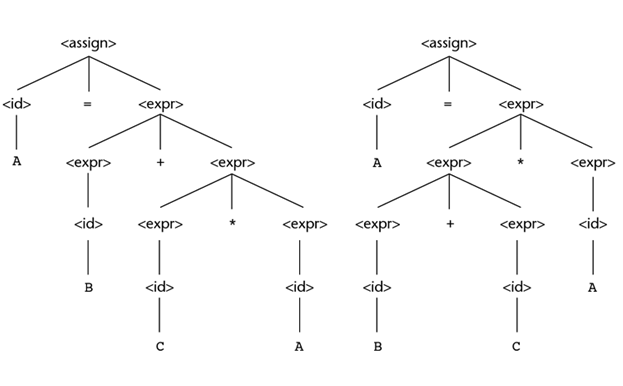 <assign> <assign>
<id> = <expr> <id> = <expr>
A <expr> + <expr> A <expr> * <expr>
<id> <expr> * <expr> <expr> + <expr> <id>
B <id> <id> <id> <id> A
C A B C